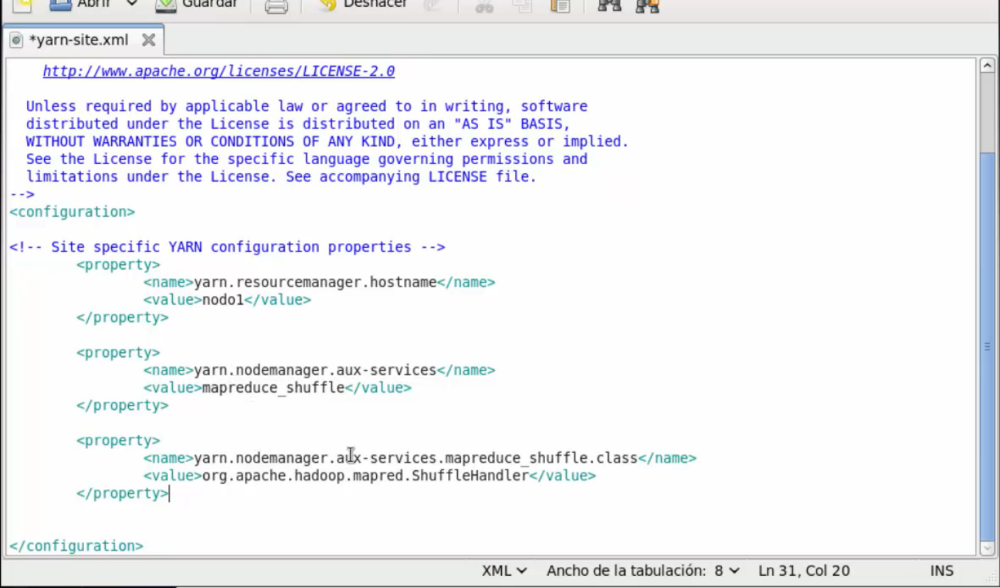 Abrir Guardar Deshacer
*yarn-site.xml
http://www.apache.org/licenses/LICENSE-2.0
Unless required by applicable law or agreed to in writing, software
distributed under the License is distributed on an "AS IS" BASIS,
WITHOUT WARRANTIES OR CONDITIONS OF ANY KIND, either express or implied.
See the License for the specific language governing permissions and
limitations under the License. See accompanying LICENSE file.
-->
<configuration>
<!-- Site specific YARN configuration properties -->
<property>
<name>yarn.resourcemanager.hostname</name>
<value>nodo1</value>
</property>
<property>
<name>yarn.nodemanager.aux-services</name>
<value>mapreduce_shuffle</value>
</property>
<property>
<name>yarn.nodemanager.aux-services.mapreduce_shuffle.class</name>
<value>org.apache.hadoop.mapred.ShuffleHandler</value>
</property>
</configuration>
XML Ancho de la tabulación: 8 Ln 31, Col 20 INS